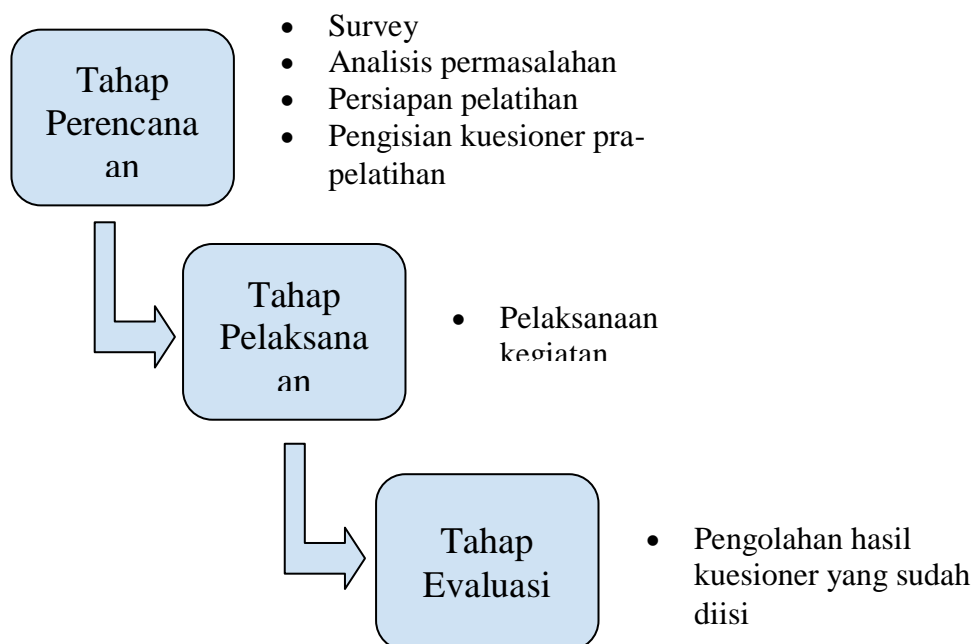 Tahap
Perencana
an
• Survey
• Analisis permasalahan
• Persiapan pelatihan
• Pengisian kuesioner pra-
pelatihan
Tahap
Pelaksana
an
• Pelaksanaan
kegiatan
Tahap
Evaluasi
• Pengolahan hasil
kuesioner yang sudah
diisi